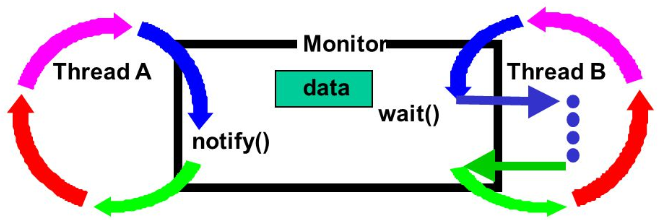 Monitor
Thread A
Thread B
data
wait()
notify()